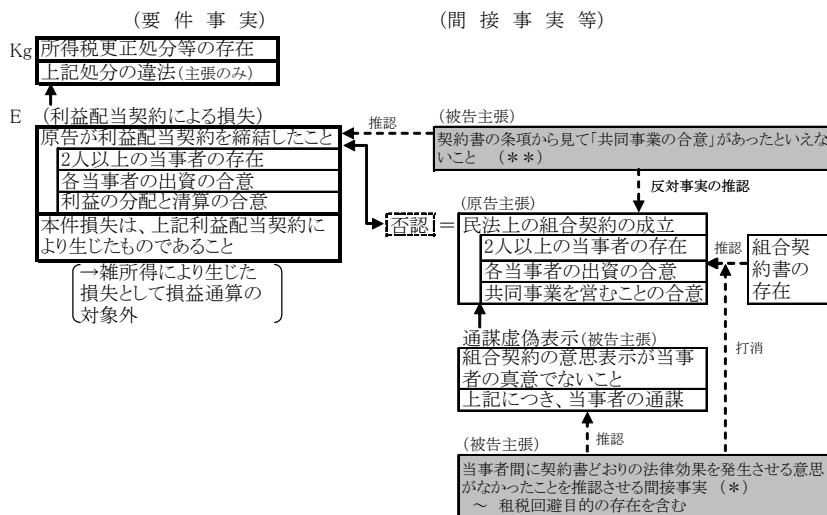 (要 件 事 実)
(間 接 事 実 等)
Kg
所得税更正処分等の存在
上記処分の違法(主張のみ)
E
(利益配当契約による損失)
原告が利益配当契約を締結したこと
2人以上の当事者の存在
各当事者の出資の合意
利益の分配と清算の合意
本件損失は、上記利益配当契約に
より生じたものであること
→雑所得により生じた
損失として損益通算の
対象外
推認
(被告主張)
契約書の条項から見て「共同事業の合意」があったといえな
いこと (**)
反対事実の推認
(原告主張)
否認
=
民法上の組合契約の成立
2人以上の当事者の存在
各当事者の出資の合意
共同事業を営むことの合意
推認
組合契
約書の
存在
通謀虚偽表示(被告主張)
組合契約の意思表示が当事
者の真意でないこと
上記につき、当事者の通謀
打消
(被告主張)
推認
当事者間に契約書どおりの法律効果を発生させる意思
がなかったことを推認させる間接事実 (*)
~ 租税回避目的の存在を含む